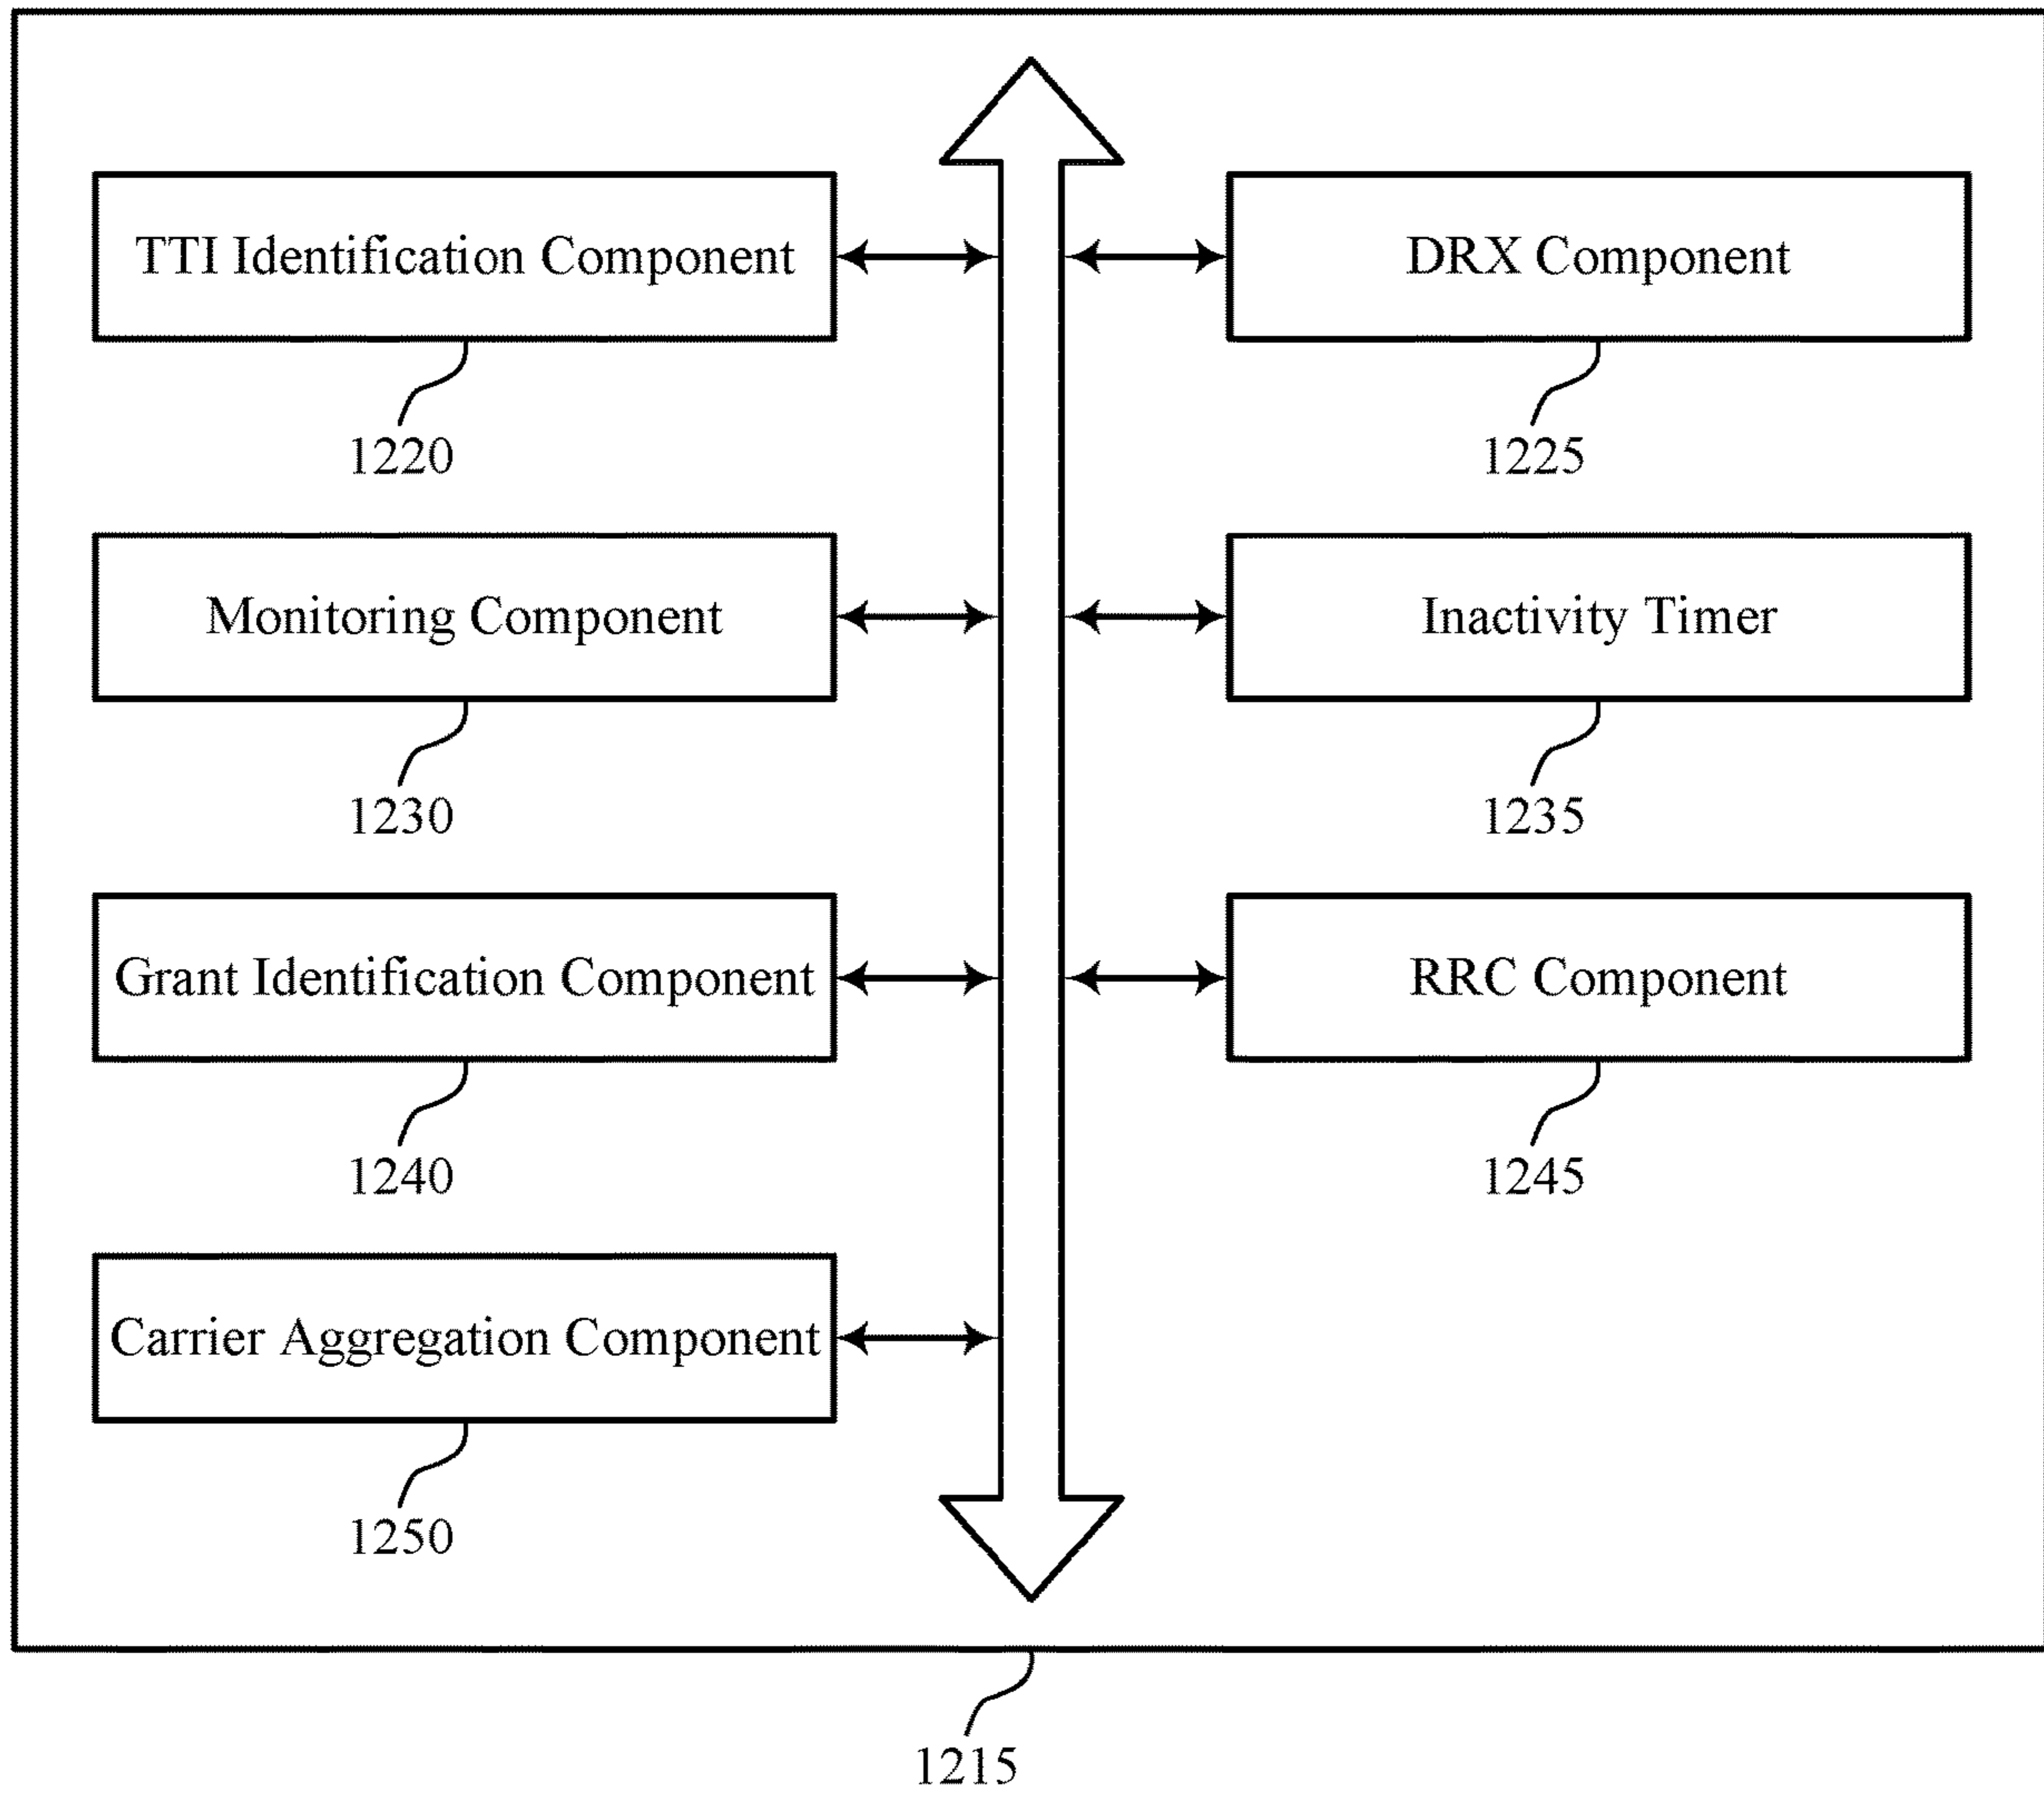 TTI Identification Component
DRX Component
1220
1225
Monitoring Component
Inactivity Timer
1230
1235
Grant Identification Component
RRC Component
1240
1245
Carrier Aggregation Component
1250
1215